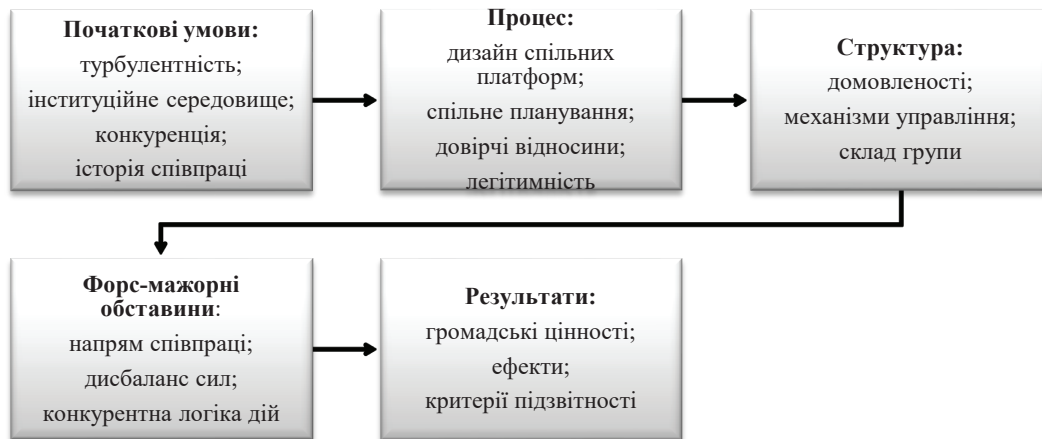 Початкові умови:
турбулентність;
інституційне середовище;
конкуренція;
історія співпраці
Процес:
дизайн спільних
платформ;
спільне планування;
довірчі відносини;
легітимність
Структура:
домовленості;
механізми управління;
склад групи
Форс-мажорні
обставини:
напрям співпраці;
дисбаланс сил;
конкурентна логіка дій
Результати:
громадські цінності;
ефекти;
критерії підзвітності